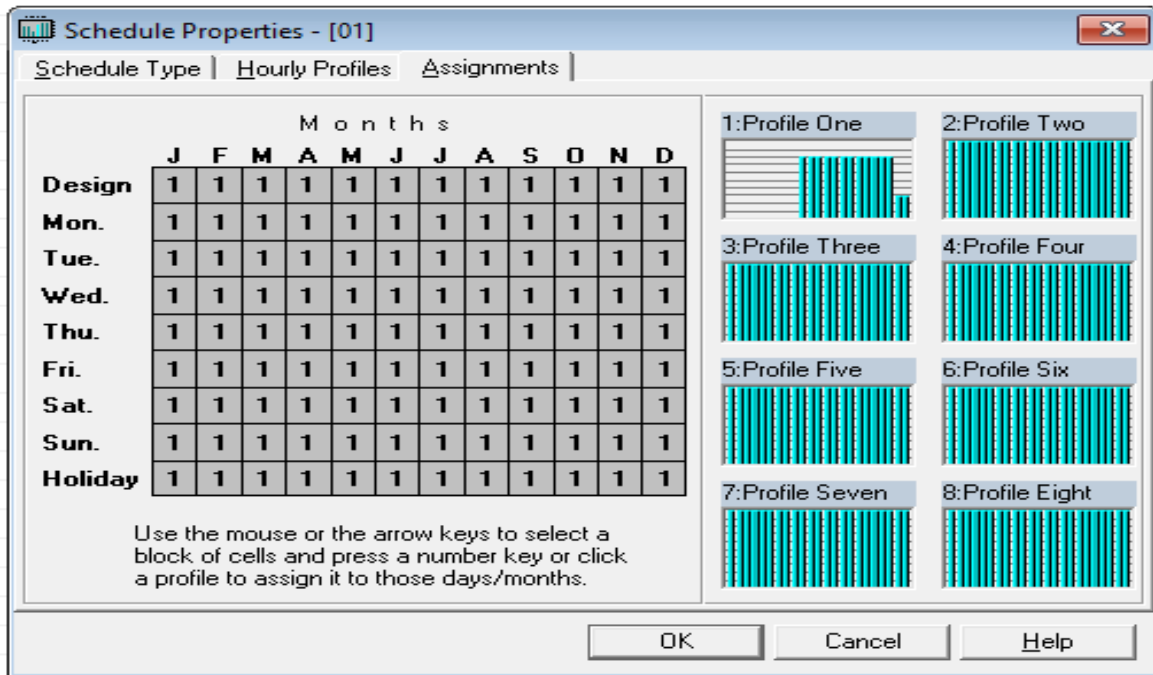 Schedule Properties - [01]
Schedule Type Hourly Profiles Assignments
Months
J F M A M J J A S O N D
Design 1 1 1 1 1 1 1 1 1 1 1 1
Mon. 1 1 1 1 1 1 1 1 1 1 1 1
Tue. 1 1 1 1 1 1 1 1 1 1 1 1
Wed. 1 1 1 1 1 1 1 1 1 1 1 1
Thu. 1 1 1 1 1 1 1 1 1 1 1 1
Fri. 1 1 1 1 1 1 1 1 1 1 1 1
Sat. 1 1 1 1 1 1 1 1 1 1 1 1
Sun. 1 1 1 1 1 1 1 1 1 1 1 1
Holiday 1 1 1 1 1 1 1 1 1 1 1 1
Use the mouse or the arrow keys to select a
block of cells and press a number key or click
a profile to assign it to those days/months.
1:Profile One 2:Profile Two
3:Profile Three 4:Profile Four
5:Profile Five 6:Profile Six
7:Profile Seven 8:Profile Eight
OK Cancel Help